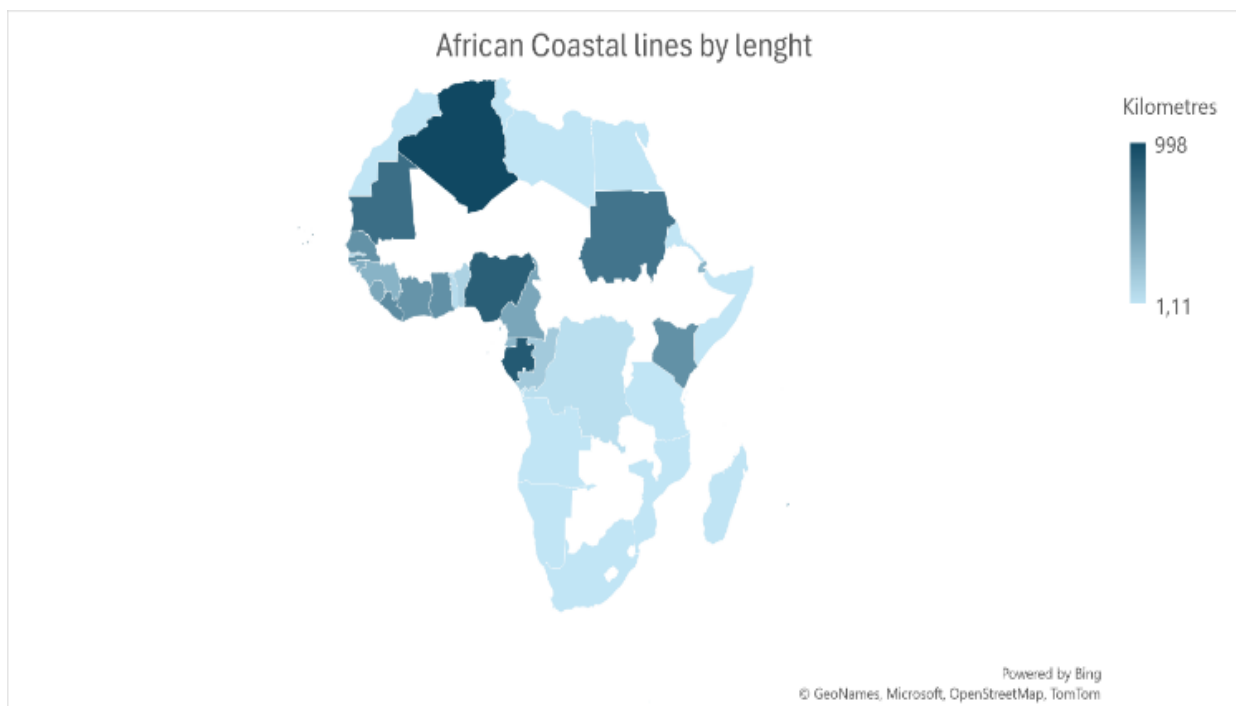 African Coastal lines by lenght
Kilometres
998
1,11
Powered by Bing
© GeoNames, Microsoft, OpenStreetMap, TomTom